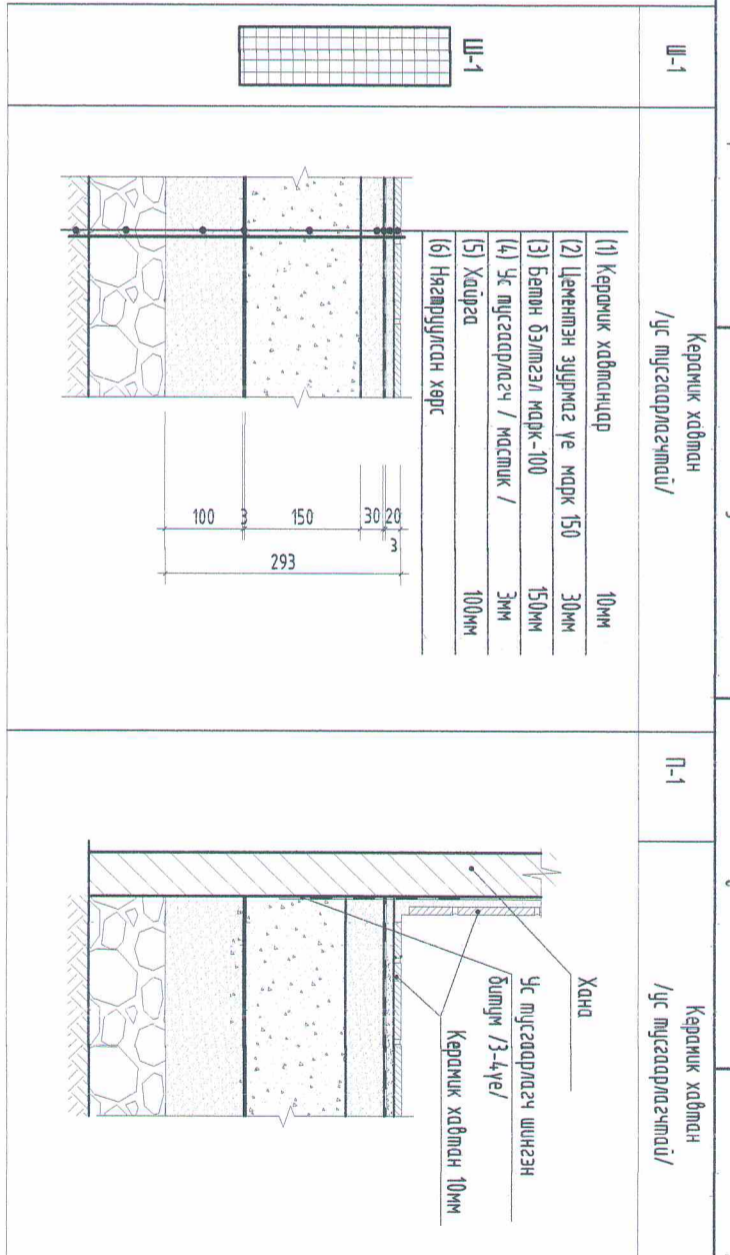 Ш-1
Керамик хавтан
/ус тусгаарлагчтай/
Ш-1
(1) Керамик хавтанцар 10мм
(2) Цементэн зуурмаг үе марк 150 30мм
(3) Бетон бэлтгэл марк-100 150мм
(4) Ус тусгаарлагч / мастик / 3мм
(5) Хайрга 100мм
(6) Нягтруулсан хөрс
100
3
150
30
20
3
293
П-1
Керамик хавтан
/ус тусгаарлагчтай/
Хана
Ус тусгаарлагч шингэн
битум /3-4үе/
Керамик хавтан 10мм